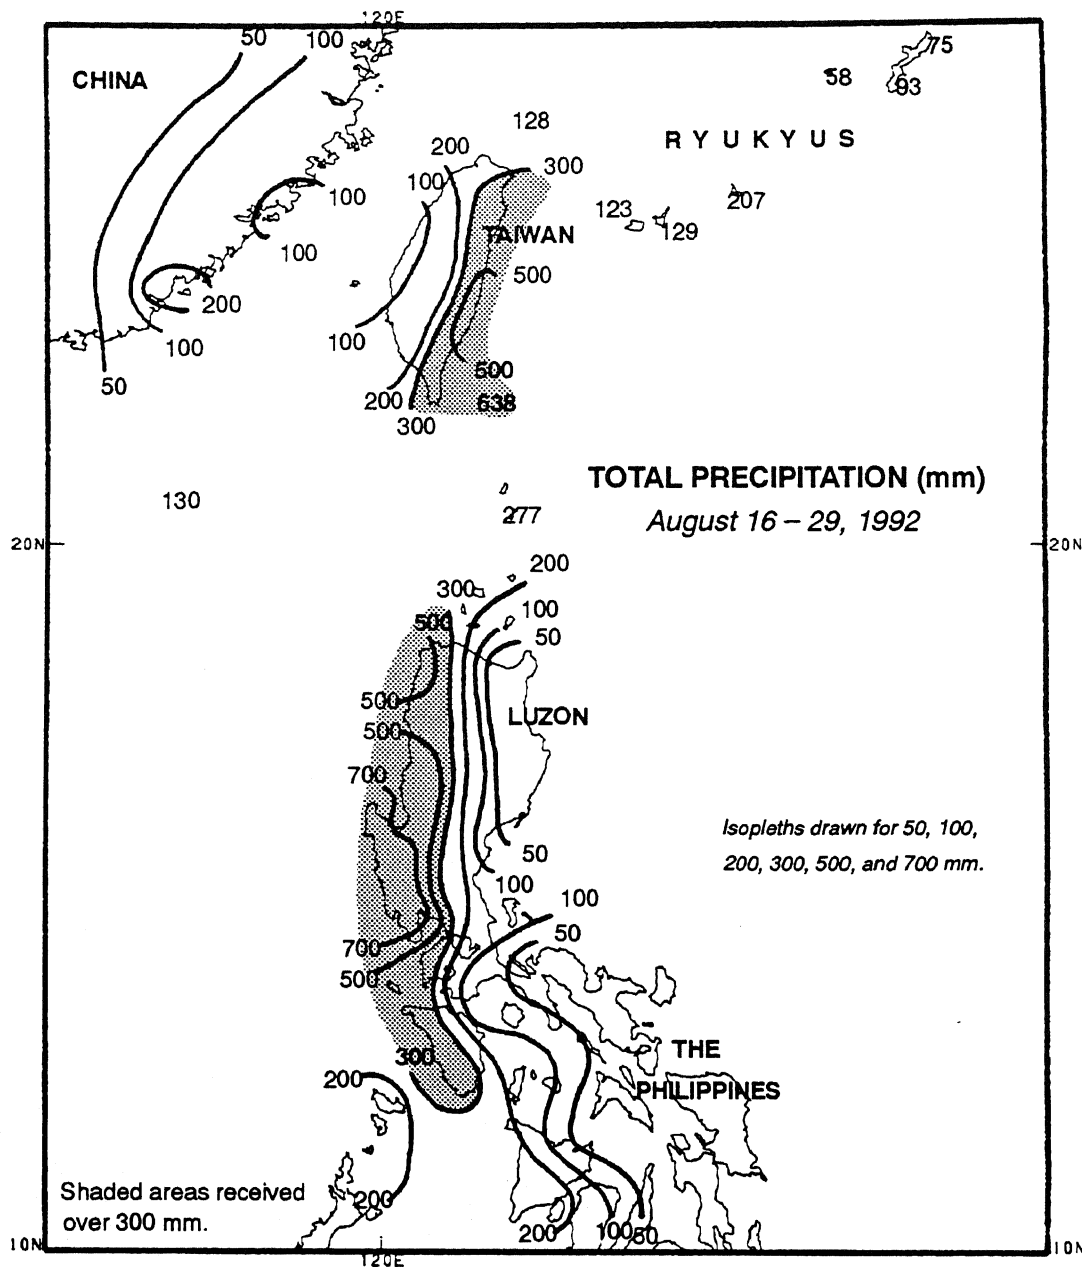 120E
50
100
75
CHINA
58
93
128
RYUKYUS
200
300
100
100
207
123
129
TAIWAN
100
500
200
100
100
500
50
200
638
300
TOTAL PRECIPITATION (mm)
130
277
August 16 – 29, 1992
20N
20N
200
300
100
500
50
500
LUZON
500
700
Isopleths drawn for 50, 100,
50
200, 300, 500, and 700 mm.
100
100
50
700
500
THE
300
200
PHILIPPINES
Shaded areas received
200
over 300 mm.
200
100
50
10N
10N
120E